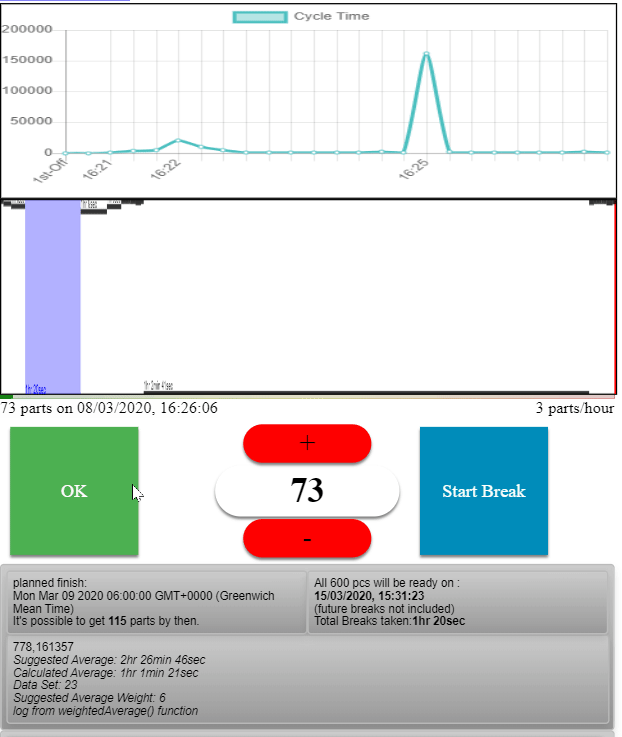 Cycle Time
200000
150000
100000
50000
0
1st-Off
16:21
16:22
16:25
1hr 20sec
1hr 2min 41sec
73 parts on 08/03/2020, 16:26:06
3 parts/hour
+
OK
73
Start Break
-
planned finish:
Mon Mar 09 2020 06:00:00 GMT+0000 (Greenwich
Mean Time)
It's possible to get 115 parts by then.
All 600 pcs will be ready on :
15/03/2020, 15:31:23
(future breaks not included)
Total Breaks taken:1hr 20sec
778,161357
Suggested Average: 2hr 26min 46sec
Calculated Average: 1hr 1min 21sec
Data Set: 23
Suggested Average Weight: 6
log from weightedAverage() function